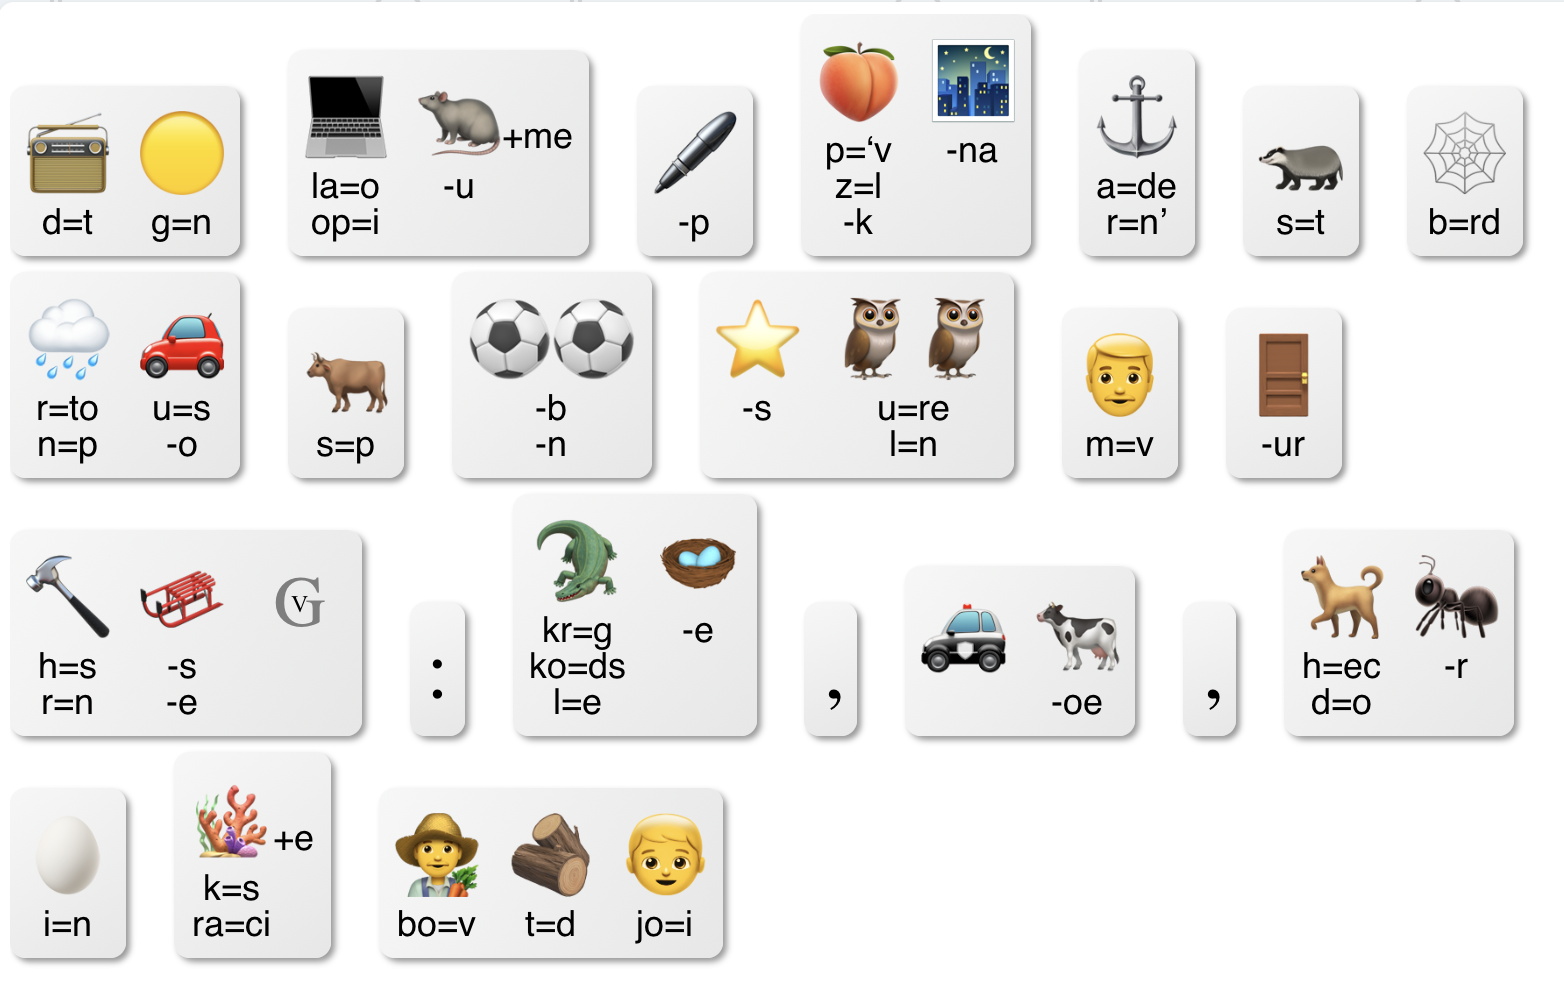 d=t g=n la=o op=i +me -u -p p=‘v z=l -k -na a=de r=n’ s=t b=rd
r=to n=p u=s -o s=p -b -n -s u=re l=n m=v -ur
h=s r=n -s -e G v : kr=g ko=ds l=e -e , -oe , h=ec d=o -r
i=n +e k=s ra=ci bo=v t=d jo=i